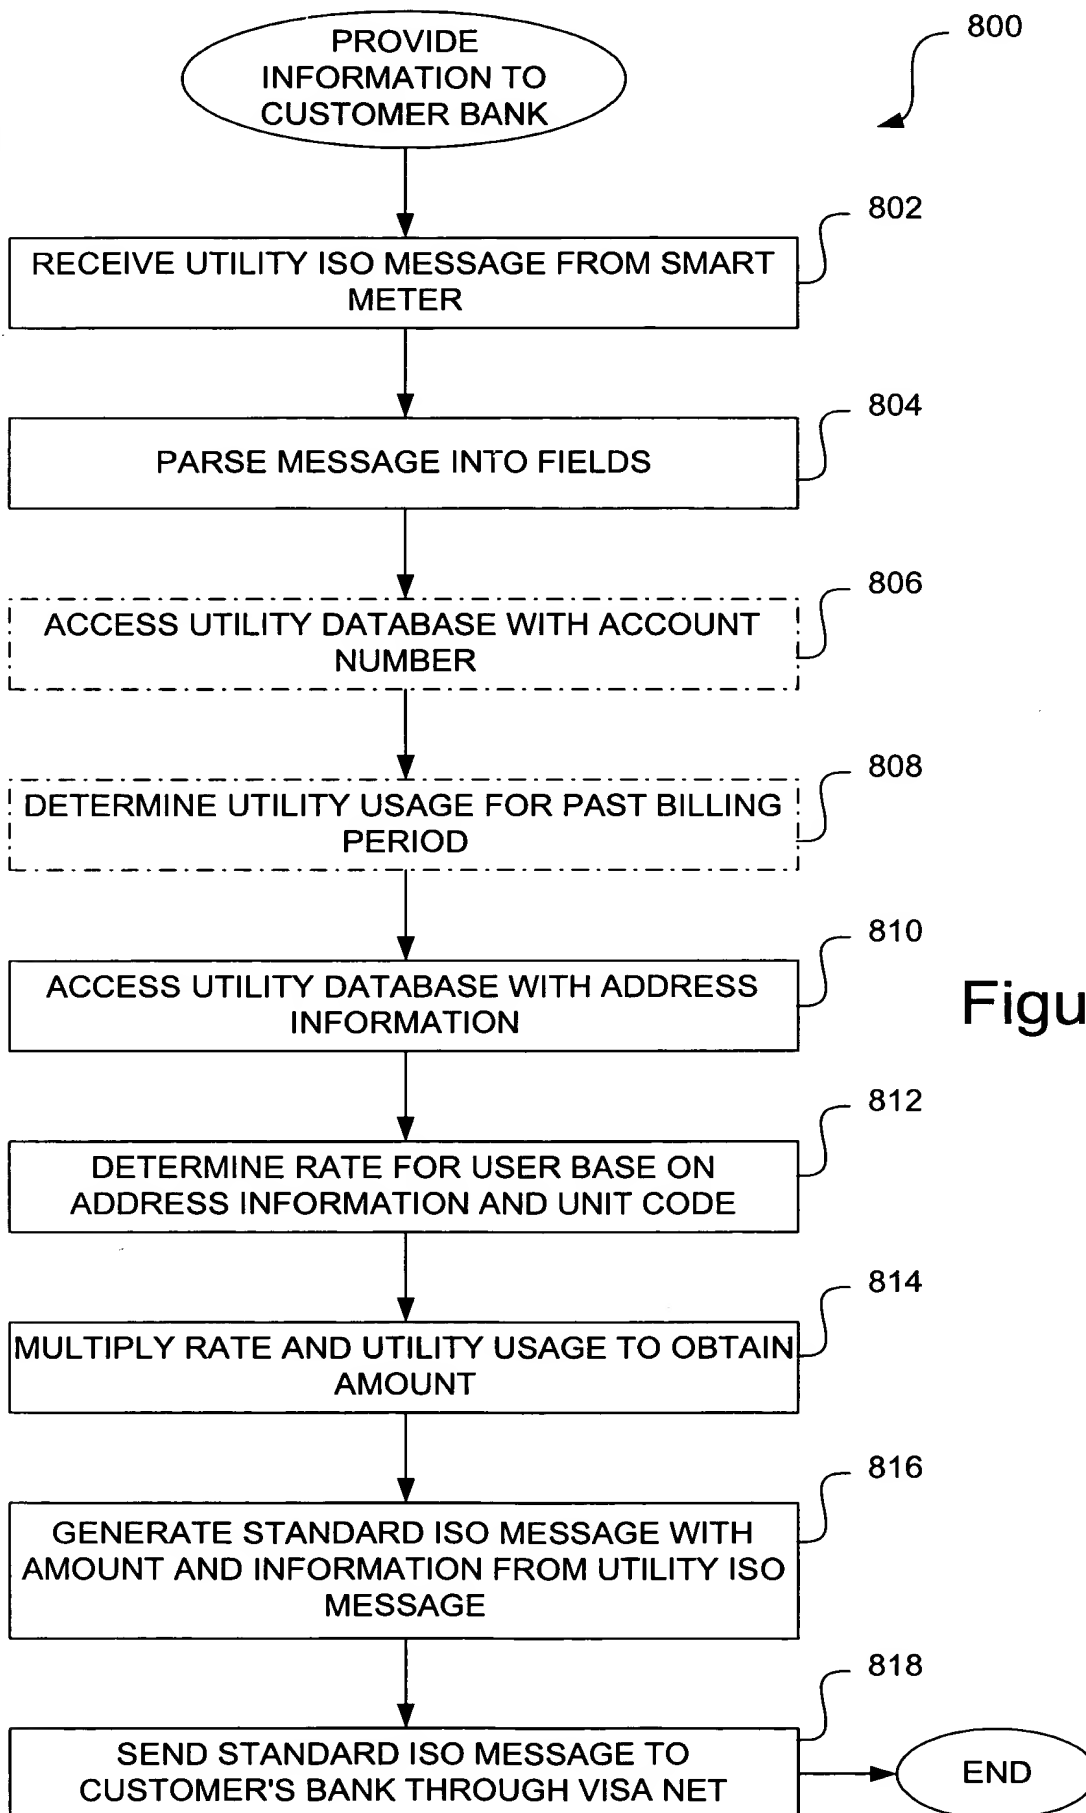 PROVIDE
INFORMATION TO
CUSTOMER BANK
800
802
RECEIVE UTILITY ISO MESSAGE FROM SMART
METER
804
PARSE MESSAGE INTO FIELDS
806
ACCESS UTILITY DATABASE WITH ACCOUNT
NUMBER
808
DETERMINE UTILITY USAGE FOR PAST BILLING
PERIOD
810
ACCESS UTILITY DATABASE WITH ADDRESS
INFORMATION
Figu
812
DETERMINE RATE FOR USER BASE ON
ADDRESS INFORMATION AND UNIT CODE
814
MULTIPLY RATE AND UTILITY USAGE TO OBTAIN
AMOUNT
816
GENERATE STANDARD ISO MESSAGE WITH
AMOUNT AND INFORMATION FROM UTILITY ISO
MESSAGE
818
SEND STANDARD ISO MESSAGE TO
CUSTOMER'S BANK THROUGH VISA NET
END